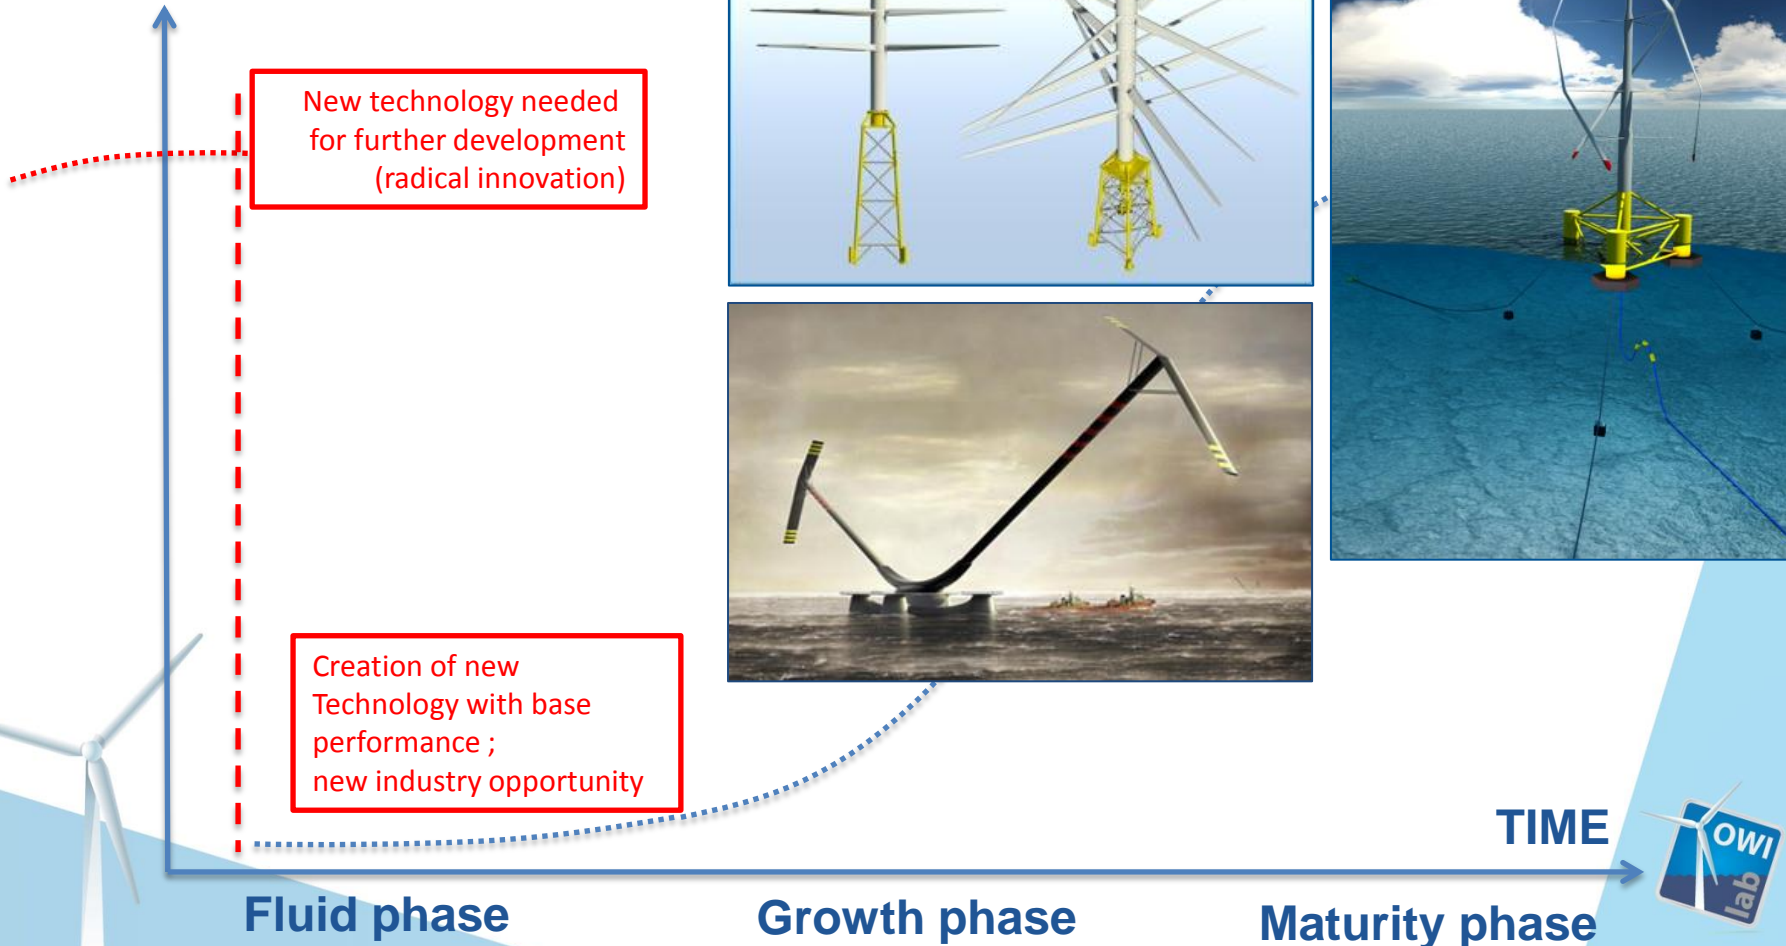 New technology needed
for further development
(radical innovation)
Creation of new
Technology with base
performance ;
new industry opportunity
TIME
OWI
lab
Fluid phase
Growth phase
Maturity phase